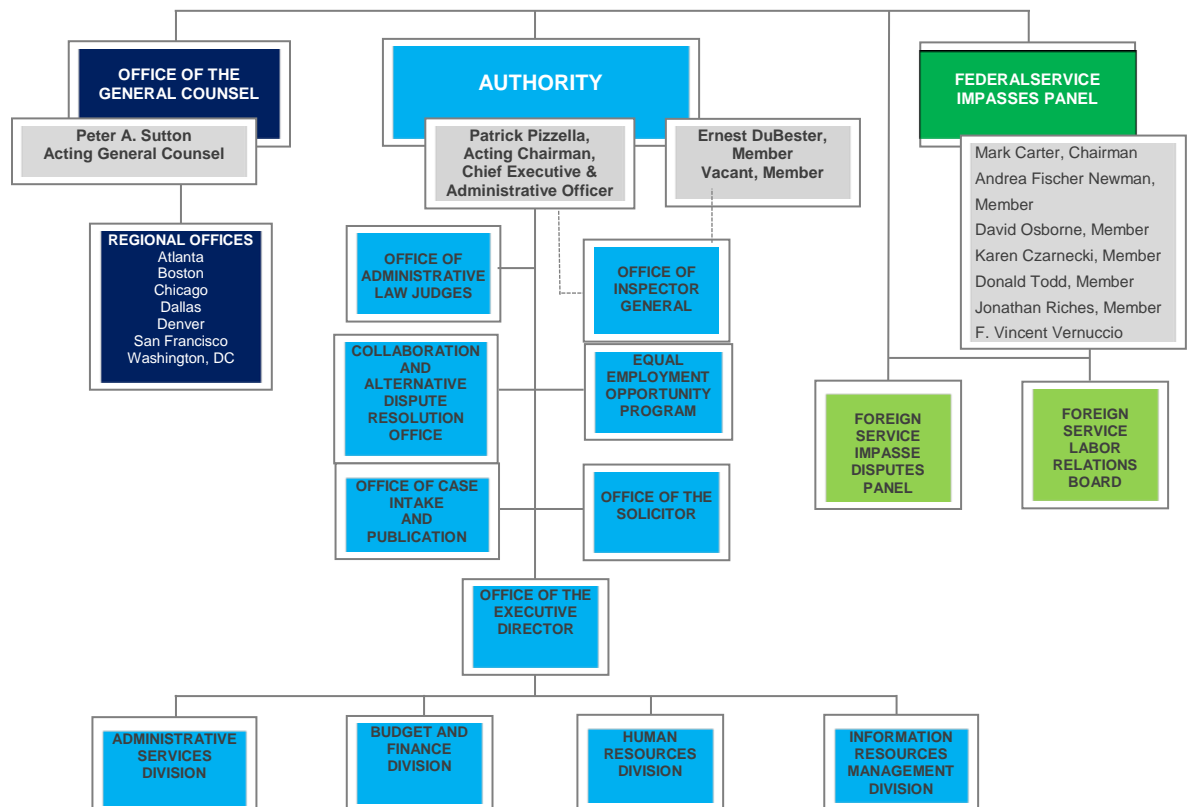 OFFICE OF THE
GENERAL COUNSEL
Peter A. Sutton
Acting General Counsel
REGIONAL OFFICES
Atlanta
Boston
Chicago
Dallas
Denver
San Francisco
Washington, DC
AUTHORITY
Patrick Pizzella,
Acting Chairman,
Chief Executive &
Administrative Officer
Ernest DuBester,
Member
Vacant, Member
OFFICE OF
ADMINISTRATIVE
LAW JUDGES
OFFICE OF
INSPECTOR
GENERAL
COLLABORATION
AND
ALTERNATIVE
DISPUTE
RESOLUTION
OFFICE
EQUAL
EMPLOYMENT
OPPORTUNITY
PROGRAM
OFFICE OF CASE
INTAKE
AND
PUBLICATION
OFFICE OF THE
SOLICITOR
OFFICE OF THE
EXECUTIVE
DIRECTOR
ADMINISTRATIVE
SERVICES
DIVISION
BUDGET AND
FINANCE
DIVISION
HUMAN
RESOURCES
DIVISION
INFORMATION
RESOURCES
MANAGEMENT
DIVISION
FEDERALSERVICE
IMPASSES PANEL
Mark Carter, Chairman
Andrea Fischer Newman,
Member
David Osborne, Member
Karen Czarnecki, Member
Donald Todd, Member
Jonathan Riches, Member
F. Vincent Vernuccio
FOREIGN
SERVICE
IMPASSE
DISPUTES
PANEL
FOREIGN
SERVICE
LABOR
RELATIONS
BOARD